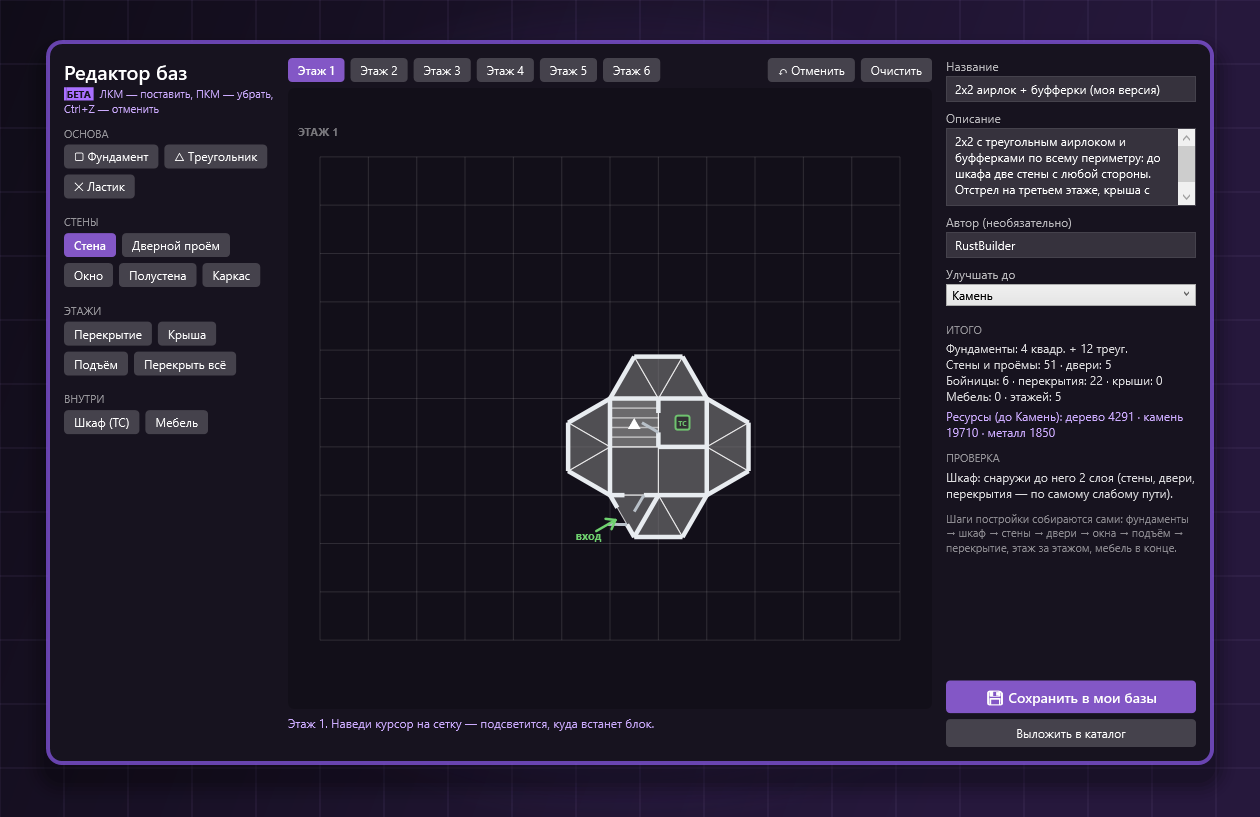 Редактор баз
БЕТА ЛКМ — поставить, ПКМ — убрать,
Ctrl+Z — отменить
ОСНОВА
Фундамент
Треугольник
Ластик
СТЕНЫ
Стена
Дверной проём
Окно
Полустена
Каркас
ЭТАЖИ
Перекрытие
Крыша
Подъём
Перекрыть всё
ВНУТРИ
Шкаф (ТС)
Мебель
Этаж 1
Этаж 2
Этаж 3
Этаж 4
Этаж 5
Этаж 6
Отменить
Очистить
ЭТАЖ 1
TC
вход
Этаж 1. Наведи курсор на сетку — подсветится, куда встанет блок.
Название
2x2 аирлок + буфферки (моя версия)
Описание
2x2 с треугольным аирлоком и
буфферками по всему периметру: до
шкафа две стены с любой стороны.
Отстрел на третьем этаже, крыша с
Автор (необязательно)
RustBuilder
Улучшать до
Камень
ИТОГО
Фундаменты: 4 квадр. + 12 треуг.
Стены и проёмы: 51 · двери: 5
Бойницы: 6 · перекрытия: 22 · крыши: 0
Мебель: 0 · этажей: 5
Ресурсы (до Камень): дерево 4291 · камень
19710 · металл 1850
ПРОВЕРКА
Шкаф: снаружи до него 2 слоя (стены, двери,
перекрытия — по самому слабому пути).
Шаги постройки собираются сами: фундаменты
→ шкаф → стены → двери → окна → подъём →
перекрытие, этаж за этажом, мебель в конце.
Сохранить в мои базы
Выложить в каталог